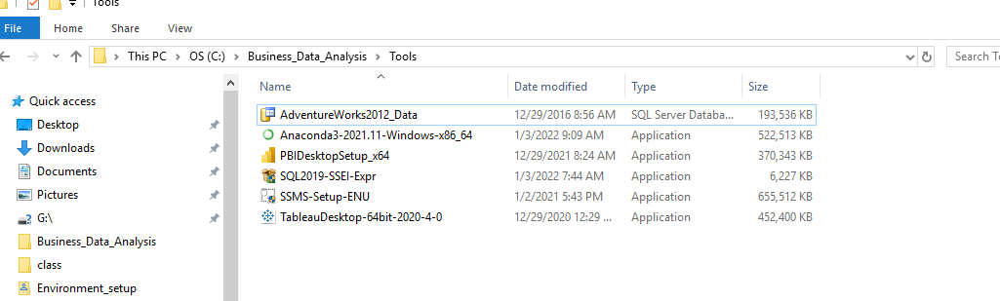 Tools
File Home Share View
This PC OS (C:) Business_Data_Analysis Tools Search To
Name Date modified Type Size
Quick access
Desktop
Downloads
Documents
Pictures
G:\
Business_Data_Analysis
class
Environment_setup
AdventureWorks2012_Data 12/29/2016 8:56 AM SQL Server Databa... 193,536 KB
Anaconda3-2021.11-Windows-x86_64 1/3/2022 9:09 AM Application 522,513 KB
PBIDesktopSetup_x64 12/29/2021 8:24 AM Application 370,343 KB
SQL2019-SSEI-Expr 1/3/2022 7:44 AM Application 6,227 KB
SSMS-Setup-ENU 1/2/2021 5:43 PM Application 655,512 KB
TableauDesktop-64bit-2020-4-0 12/29/2020 12:29 ... Application 452,400 KB